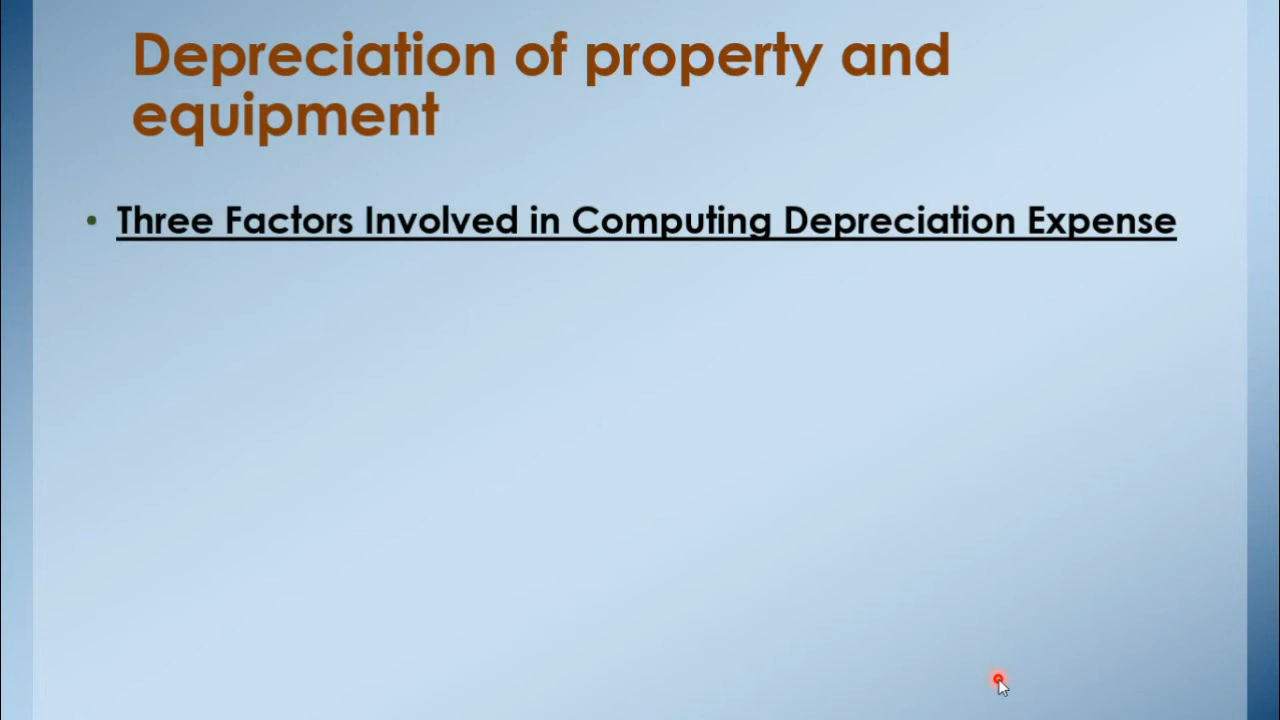 Depreciation of property and
equipment
• Three Factors Involved in Computing Depreciation Expense